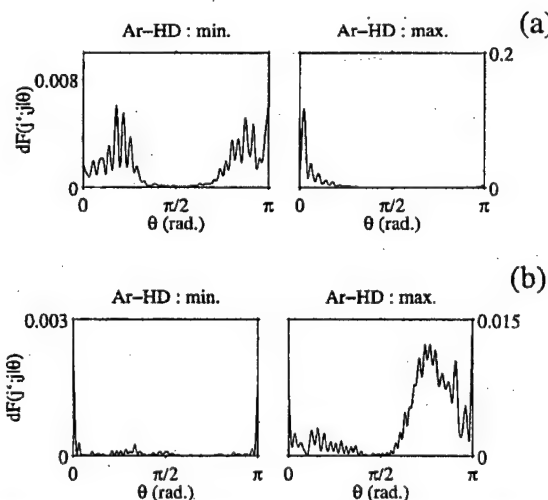 (a)
Ar–HD : min.
Ar–HD : max.
0.008
0.2
dF(j';j|θ)
0
0
0
π/2
π
0
π/2
π
θ (rad.)
θ (rad.)
(b)
Ar–HD : min.
Ar–HD : max.
0.003
0.015
dF(j';j|θ)
0
0
0
π/2
π
0
π/2
π
θ (rad.)
θ (rad.)